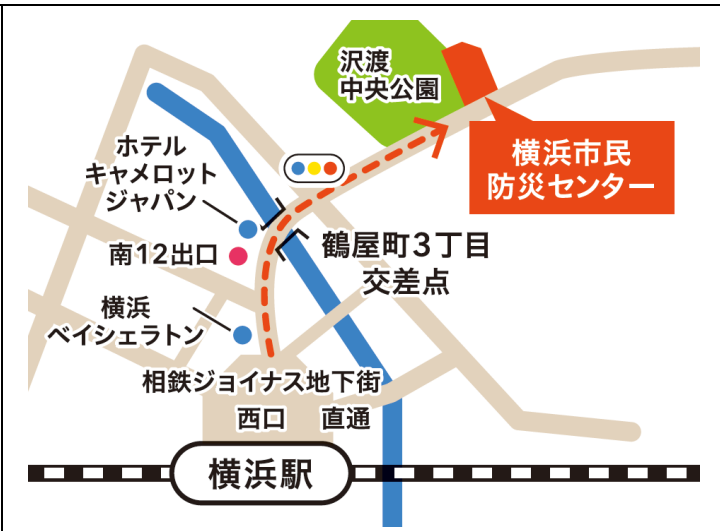 沢渡
中央公園
横浜市民
防災センター
ホテル
キャメロット
ジャパン
南12出口
鶴屋町3丁目
交差点
横浜
ベイシェラトン
相鉄ジョイナス地下街
西口 直通
横浜駅